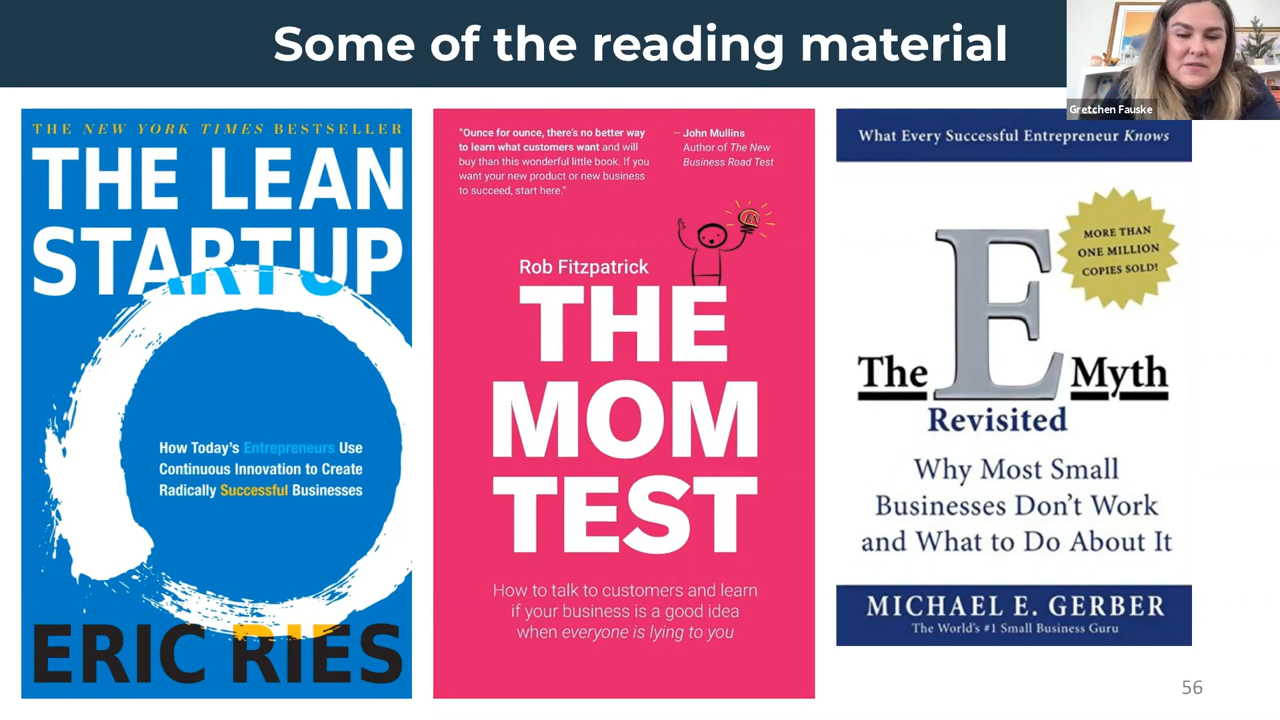 Some of the reading material
Gretchen Fauske
THE NEW YORK TIMES BESTSELLER
THE LEAN
STARTUP
How Today's Entrepreneurs Use
Continuous Innovation to Create
Radically Successful Businesses
ERIC RIES
"Ounce for ounce, there's no better way
to learn what customers want and will
buy than this wonderful little book. If you
want your new product or new business
to succeed, start here."
— John Mullins
Author of The New
Business Road Test
Rob Fitzpatrick
THE
MOM
TEST
How to talk to customers and learn
if your business is a good idea
when everyone is lying to you
What Every Successful Entrepreneur Knows
MORE THAN
ONE MILLION
COPIES SOLD!
The E Myth
Revisited
Why Most Small
Businesses Don't Work
and What to Do About It
MICHAEL E. GERBER
The World's #1 Small Business Guru
56